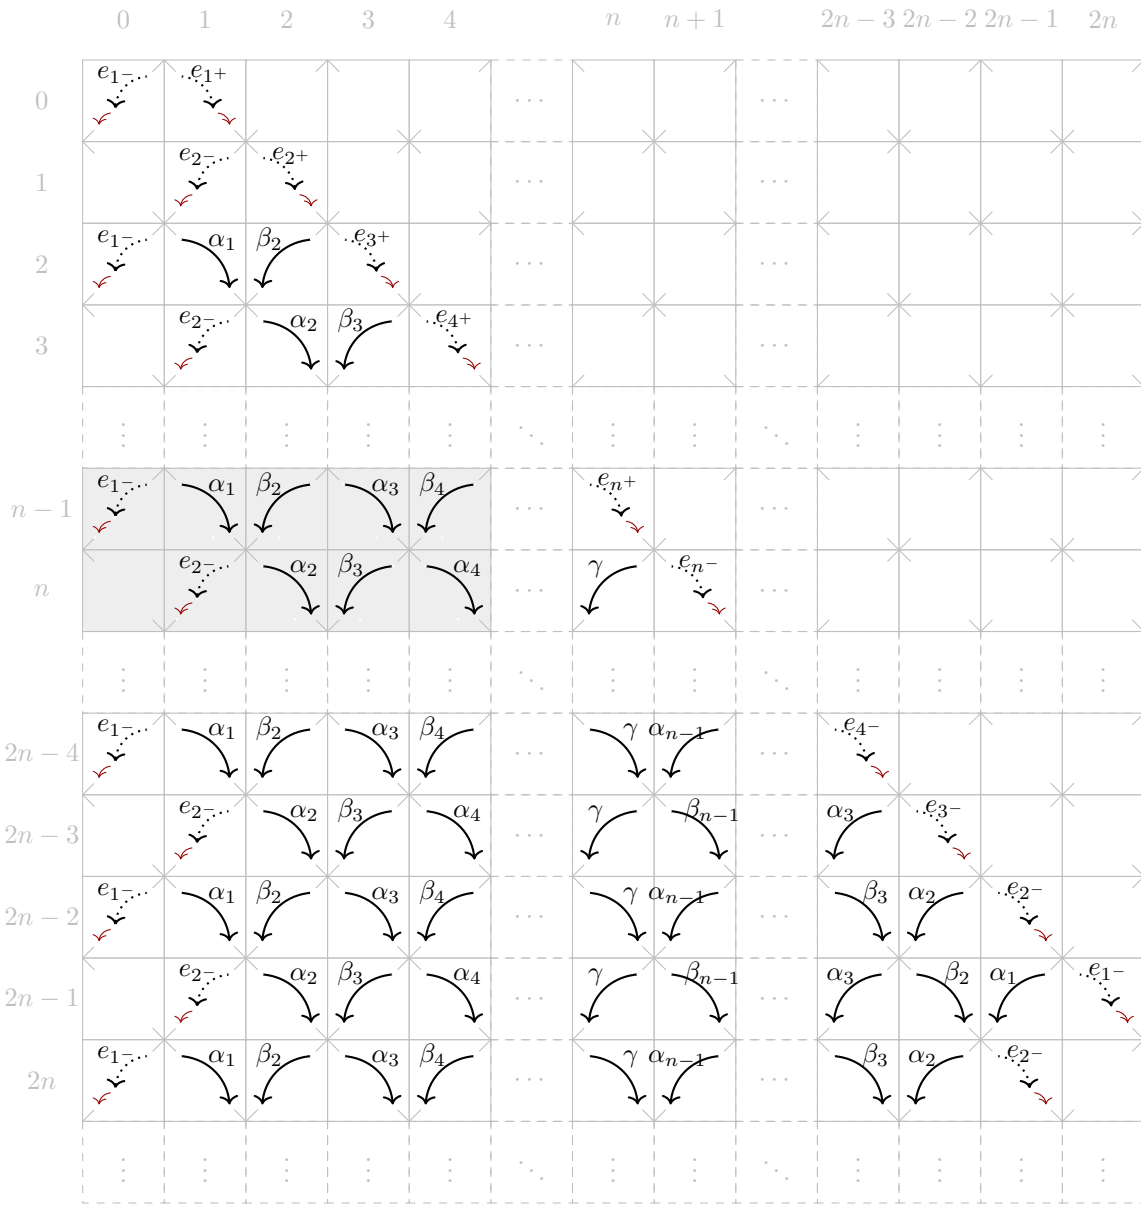 0 1 2 3 4 n n + 1 2n − 3 2n − 2 2n − 1 2n
0 e₁₋ e₁₊ ⋯ ⋯
1 e₂₋ e₂₊ ⋯ ⋯
2 e₁₋ α₁ β₂ e₃₊ ⋯ ⋯
3 e₂₋ α₂ β₃ e₄₊ ⋯ ⋯
⋮ ⋮ ⋮ ⋮ ⋮ ⋱ ⋮ ⋮ ⋱ ⋮ ⋮ ⋮ ⋮
n − 1 e₁₋ α₁ β₂ α₃ β₄ ⋯ eₙ₊ ⋯
n e₂₋ α₂ β₃ α₄ ⋯ γ eₙ₋ ⋯
⋮ ⋮ ⋮ ⋮ ⋮ ⋱ ⋮ ⋮ ⋱ ⋮ ⋮ ⋮ ⋮
2n − 4 e₁₋ α₁ β₂ α₃ β₄ ⋯ γ αₙ₋₁ ⋯ e₄₋
2n − 3 e₂₋ α₂ β₃ α₄ ⋯ γ βₙ₋₁ ⋯ α₃ e₃₋
2n − 2 e₁₋ α₁ β₂ α₃ β₄ ⋯ γ αₙ₋₁ ⋯ β₃ α₂ e₂₋
2n − 1 e₂₋ α₂ β₃ α₄ ⋯ γ βₙ₋₁ ⋯ α₃ β₂ α₁ e₁₋
2n e₁₋ α₁ β₂ α₃ β₄ ⋯ γ αₙ₋₁ ⋯ β₃ α₂ e₂₋
⋮ ⋮ ⋮ ⋮ ⋮ ⋱ ⋮ ⋮ ⋱ ⋮ ⋮ ⋮ ⋮